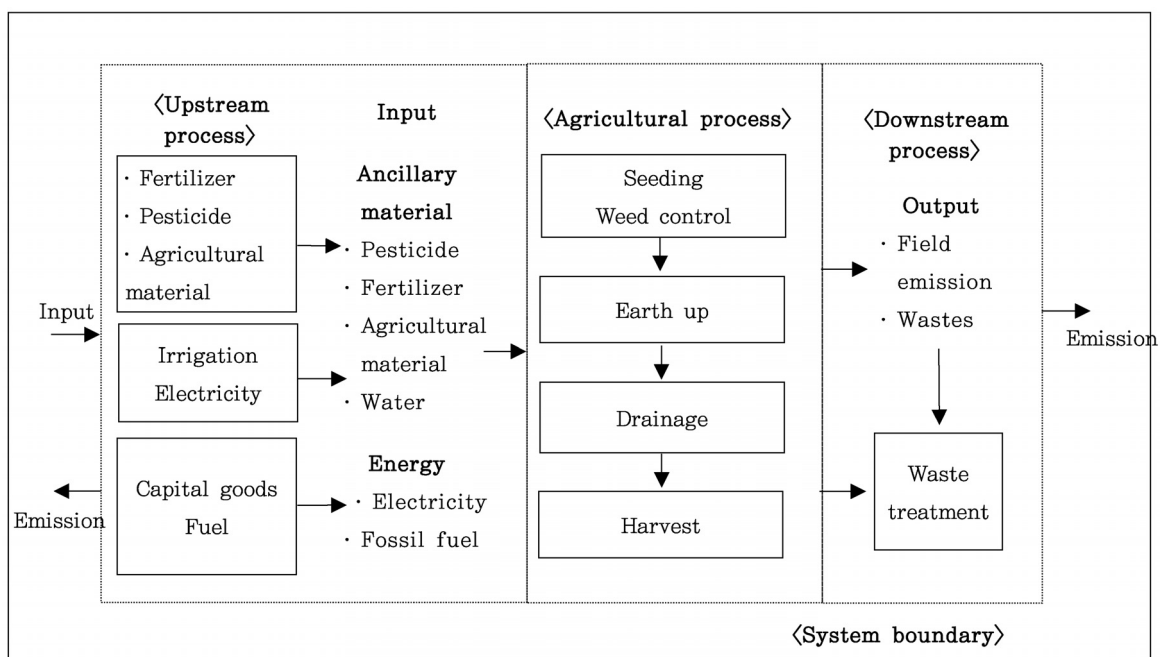 Input
Emission
〈Upstream
process〉
· Fertilizer
· Pesticide
· Agricultural
material
Irrigation
Electricity
Capital goods
Fuel
Input
Ancillary
material
· Pesticide
· Fertilizer
· Agricultural
material
· Water
Energy
· Electricity
· Fossil fuel
〈Agricultural process〉
Seeding
Weed control
Earth up
Drainage
Harvest
〈Downstream
process〉
Output
· Field
emission
· Wastes
Waste
treatment
Emission
〈System boundary〉